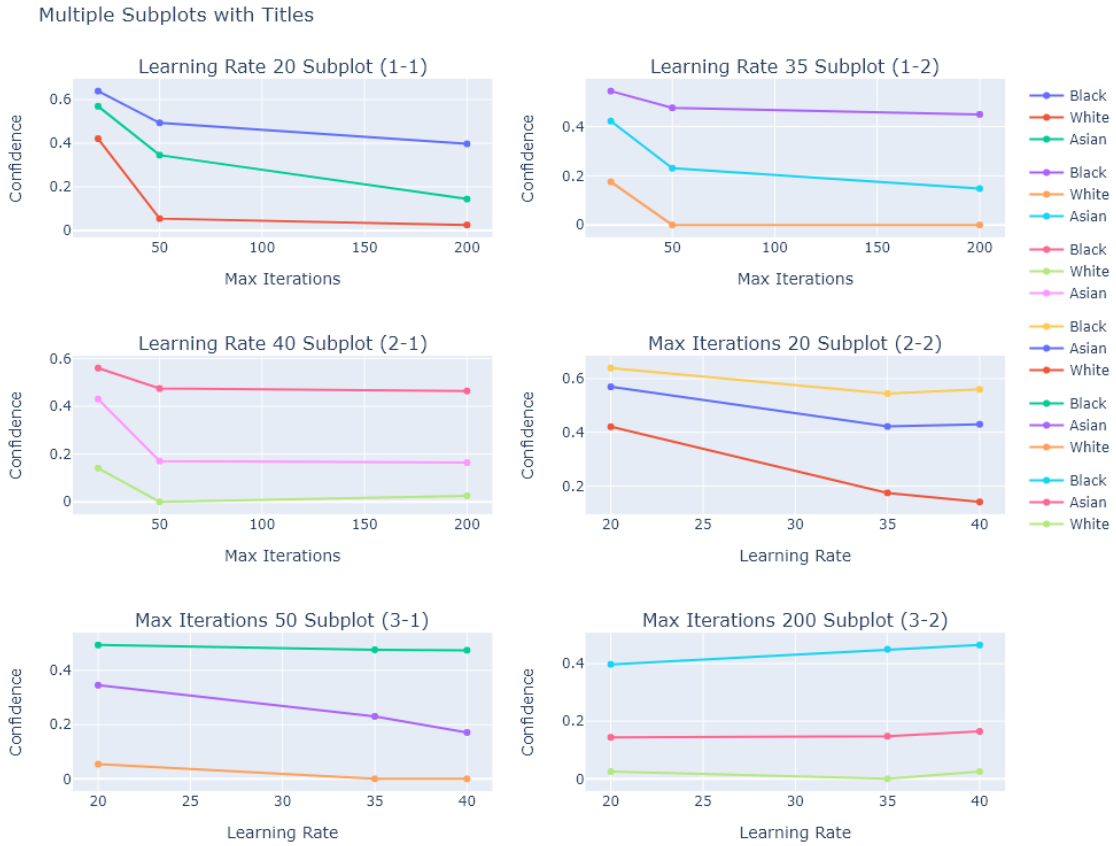 Multiple Subplots with Titles
Learning Rate 20 Subplot (1-1)
0.6
0.4
0.2
0
Confidence
50
100
150
200
Max Iterations
Learning Rate 35 Subplot (1-2)
0.4
0.2
0
Confidence
50
100
150
200
Max Iterations
Learning Rate 40 Subplot (2-1)
0.6
0.4
0.2
0
Confidence
50
100
150
200
Max Iterations
Max Iterations 20 Subplot (2-2)
0.6
0.4
0.2
Confidence
20
25
30
35
40
Learning Rate
Max Iterations 50 Subplot (3-1)
0.4
0.2
0
Confidence
20
25
30
35
40
Learning Rate
Max Iterations 200 Subplot (3-2)
0.4
0.2
0
Confidence
20
25
30
35
40
Learning Rate
Black
White
Asian
Black
White
Asian
Black
White
Asian
Black
Asian
White
Black
Asian
White
Black
Asian
White